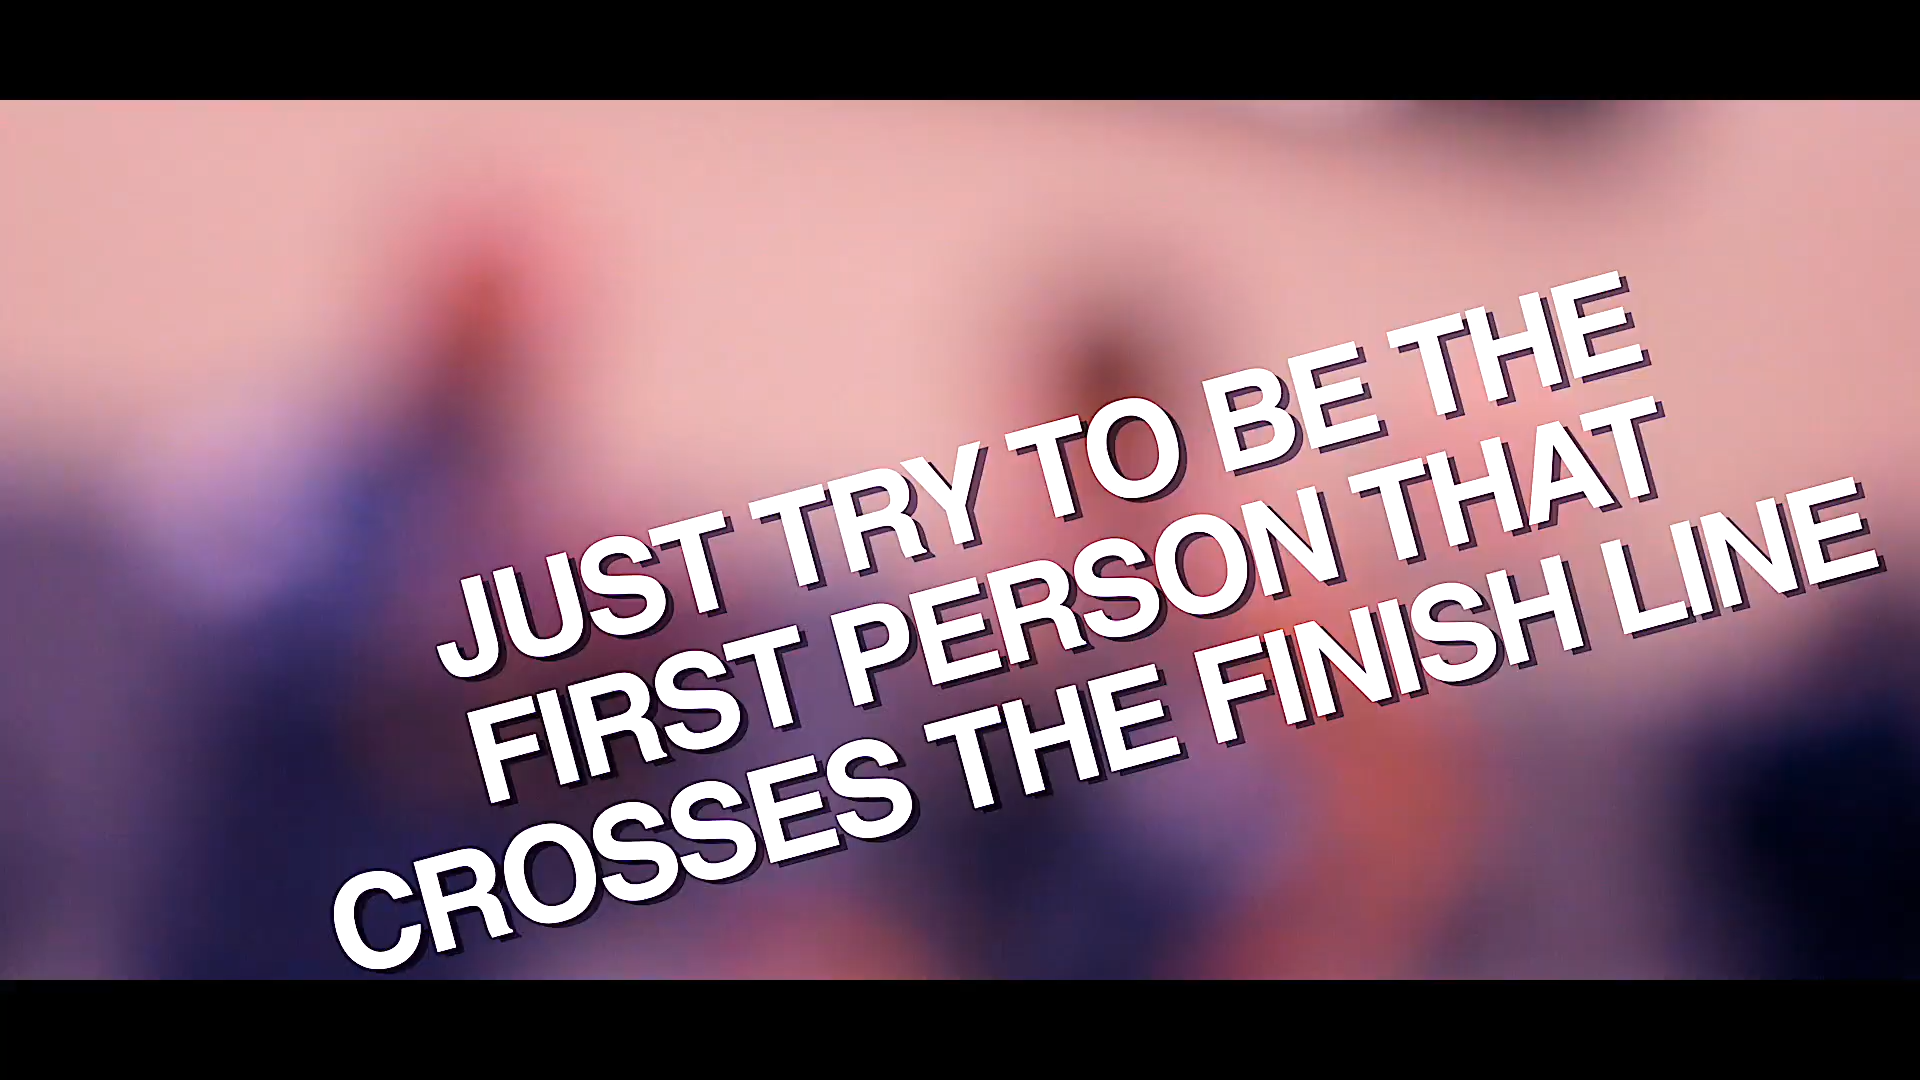 JUST TRY TO BE THE
FIRST PERSON THAT
CROSSES THE FINISH LINE